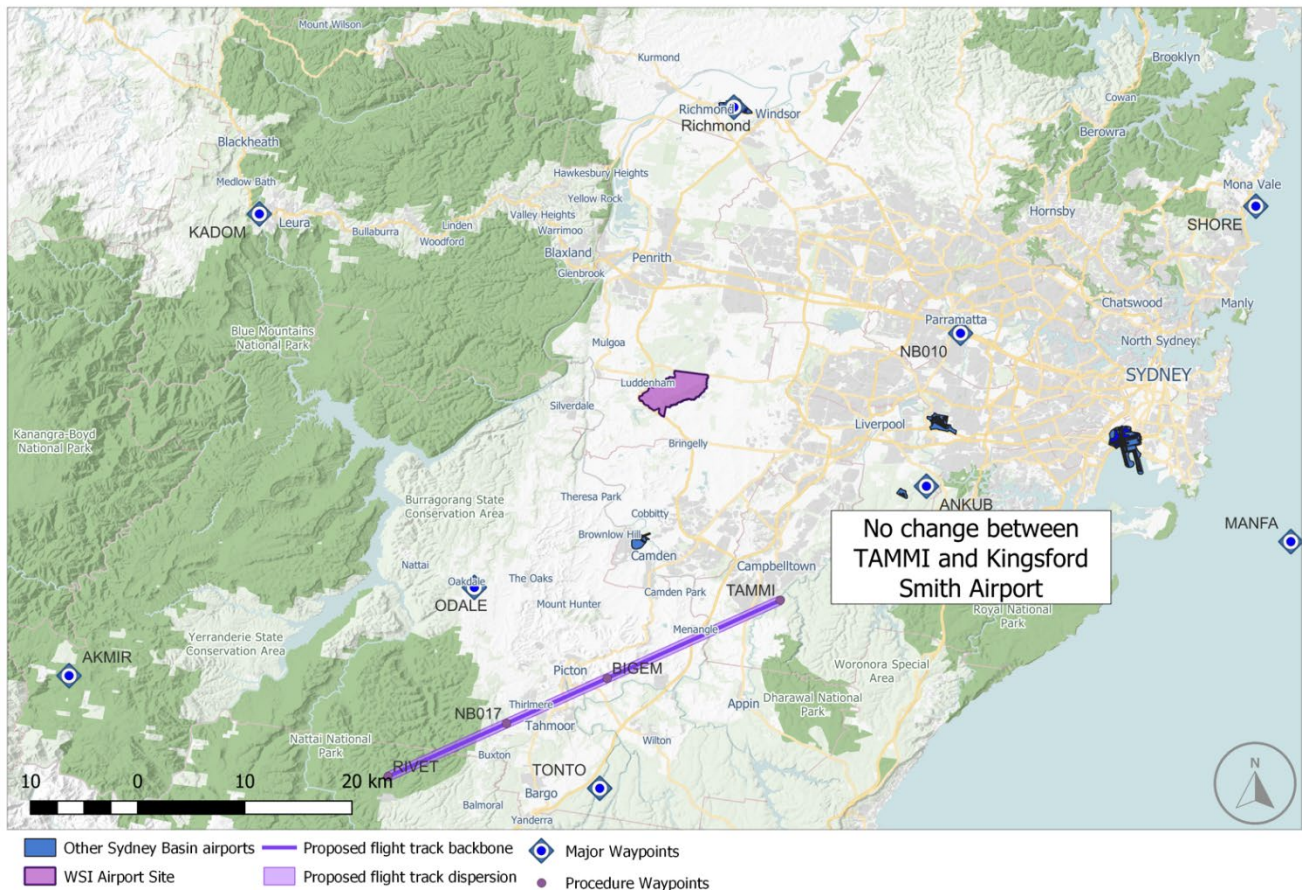 Mount Wilson
Kurmond
Brooklyn
Cowan
Richmond
Windsor
Richmond
Berowra
Blackheath
Hawkesbury Heights
Medlow Bath
Yellow Rock
Mona Vale
KADOM
Leura
Valley Heights
Hornsby
SHORE
Bullaburra
Linden
Warrimoo
Woodford
Blaxland
Penrith
Glenbrook
Chatswood
Manly
Blue Mountains
National Park
Parramatta
Mulgoa
NB010
North Sydney
Luddenham
SYDNEY
Silverdale
Kanangra-Boyd
National Park
Liverpool
Bringelly
Burragorang State
Conservation Area
Theresa Park
ANKUB
Cobbitty
MANFA
Brownlow Hill
Camden
No change between
TAMMI and Kingsford
Smith Airport
Nattai
Oakdale
The Oaks
Campbelltown
ODALE
Mount Hunter
Camden Park
TAMMI
Royal National
Park
Yerranderie State
Conservation Area
Menangle
AKMIR
Picton
BIGEM
Woronora Special
Area
Dharawal National
Park
NB017
Thirlmere
Appin
Tahmoor
Nattai National
Park
Buxton
Wilton
RIVET
TONTO
10 0 10 20 km
Bargo
Balmoral
Yanderra
N
Other Sydney Basin airports
Proposed flight track backbone
Major Waypoints
WSI Airport Site
Proposed flight track dispersion
Procedure Waypoints